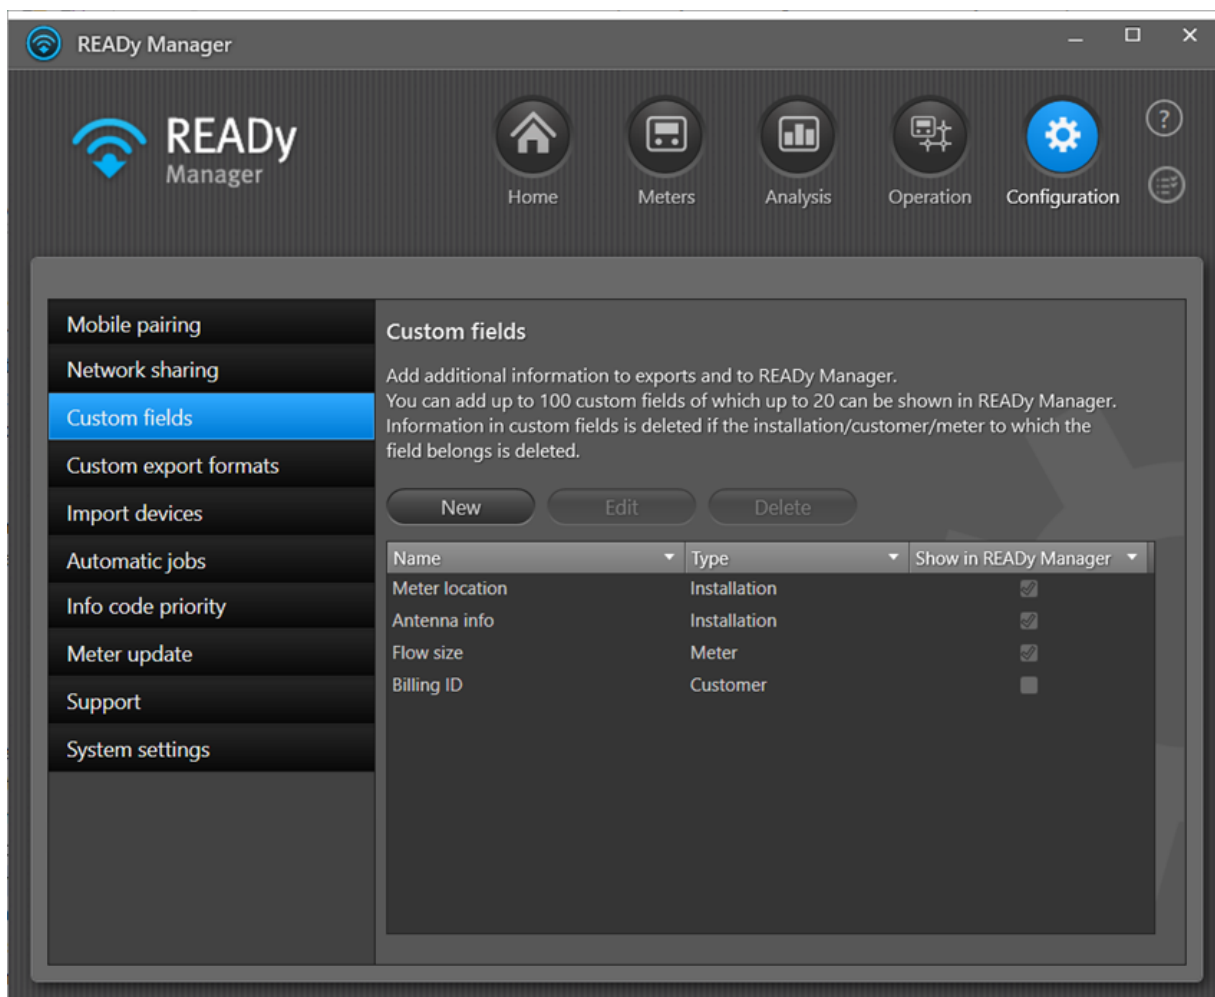 READy Manager
READy
Manager
?
Home Meters Analysis Operation Configuration
Mobile pairing
Network sharing
Custom fields
Custom export formats
Import devices
Automatic jobs
Info code priority
Meter update
Support
System settings
Custom fields
Add additional information to exports and to READy Manager.
You can add up to 100 custom fields of which up to 20 can be shown in READy Manager.
Information in custom fields is deleted if the installation/customer/meter to which the
field belongs is deleted.
New Edit Delete
Name Type Show in READy Manager
Meter location Installation
Antenna info Installation
Flow size Meter
Billing ID Customer